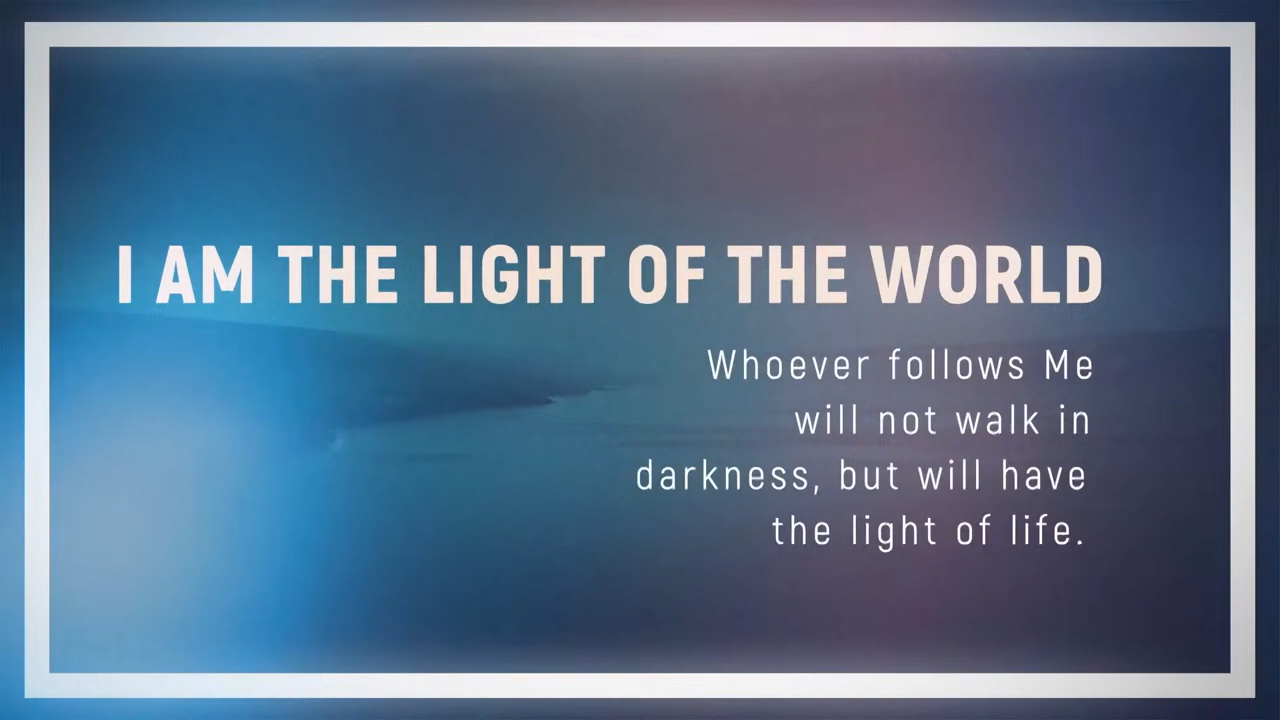 I AM THE LIGHT OF THE WORLD
Whoever follows Me
will not walk in
darkness, but will have
the light of life.